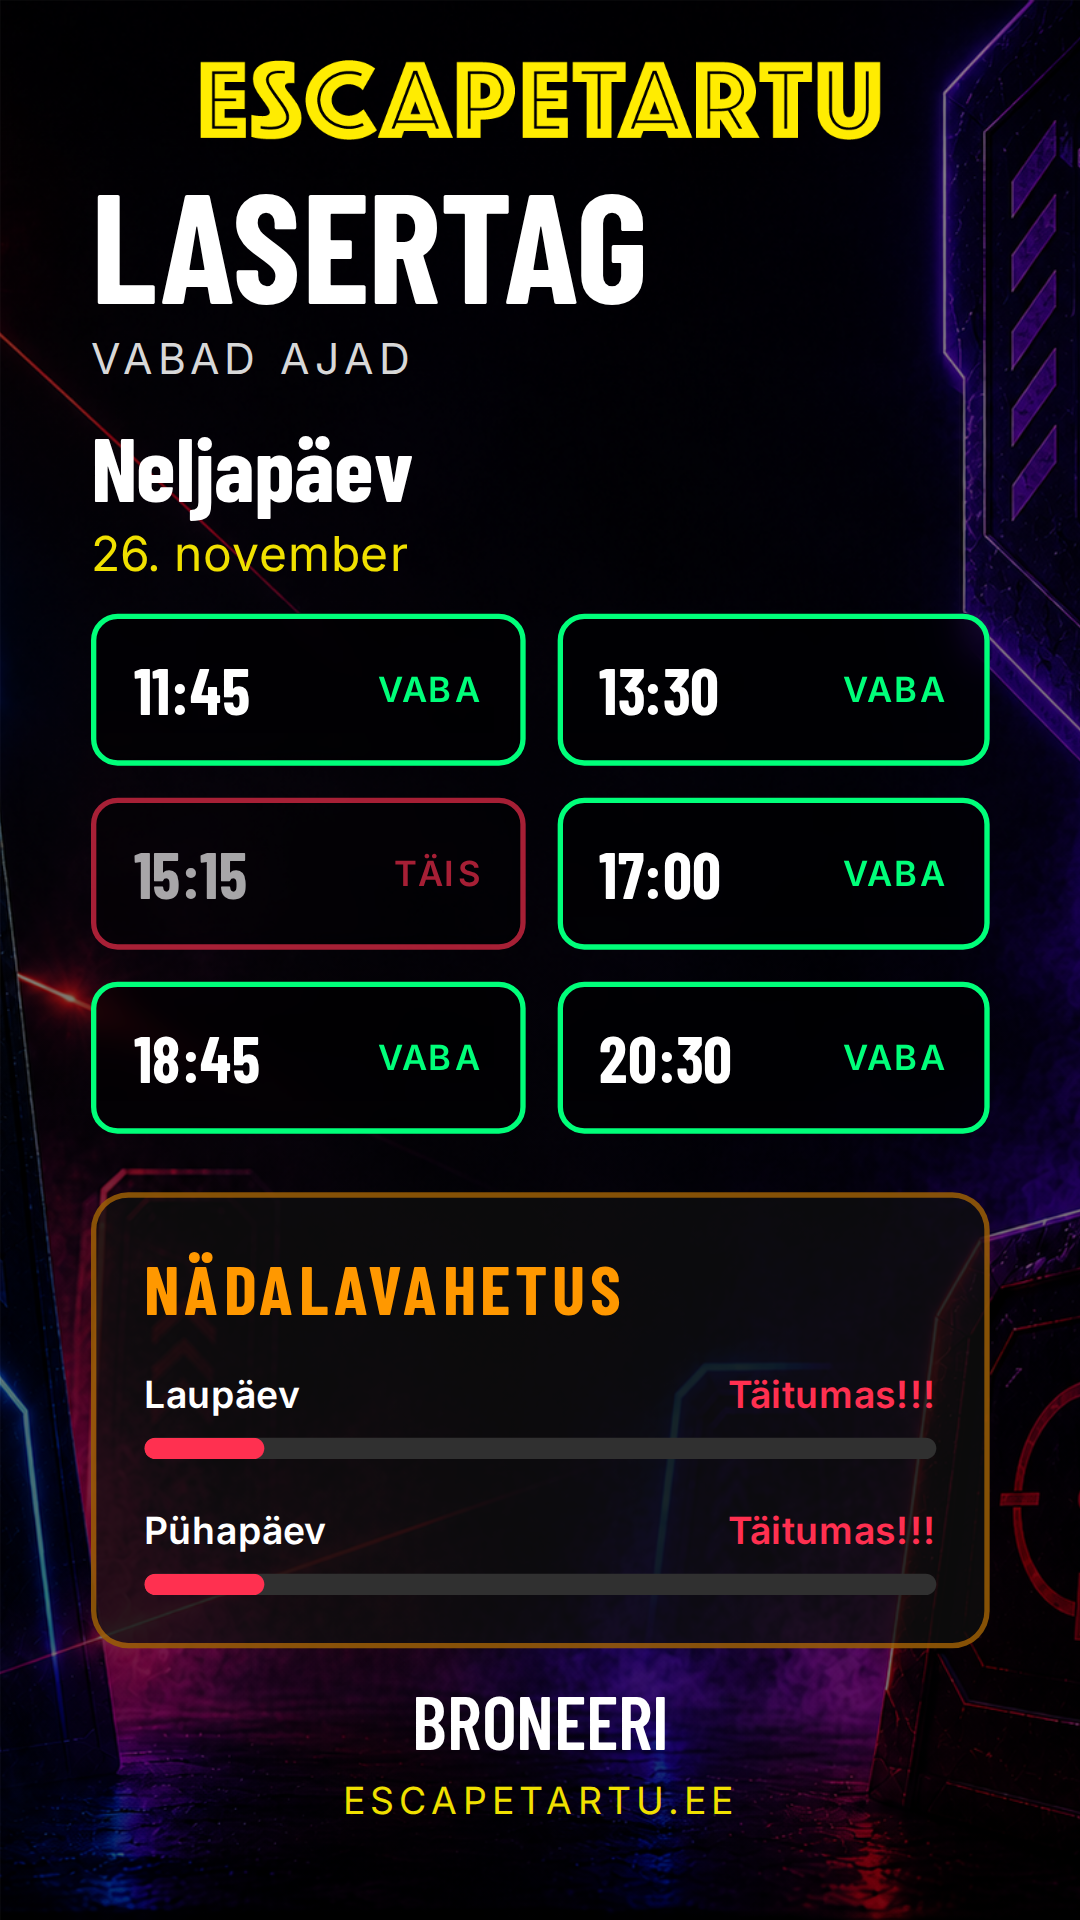 ESCAPETARTU
LASERTAG
VABAD AJAD
Neljapäev
26. november
11:45 VABA
13:30 VABA
15:15 TÄIS
17:00 VABA
18:45 VABA
20:30 VABA
NÄDALAVAHETUS
Laupäev Täitumas!!!
Pühapäev Täitumas!!!
BRONEERI
ESCAPETARTU.EE